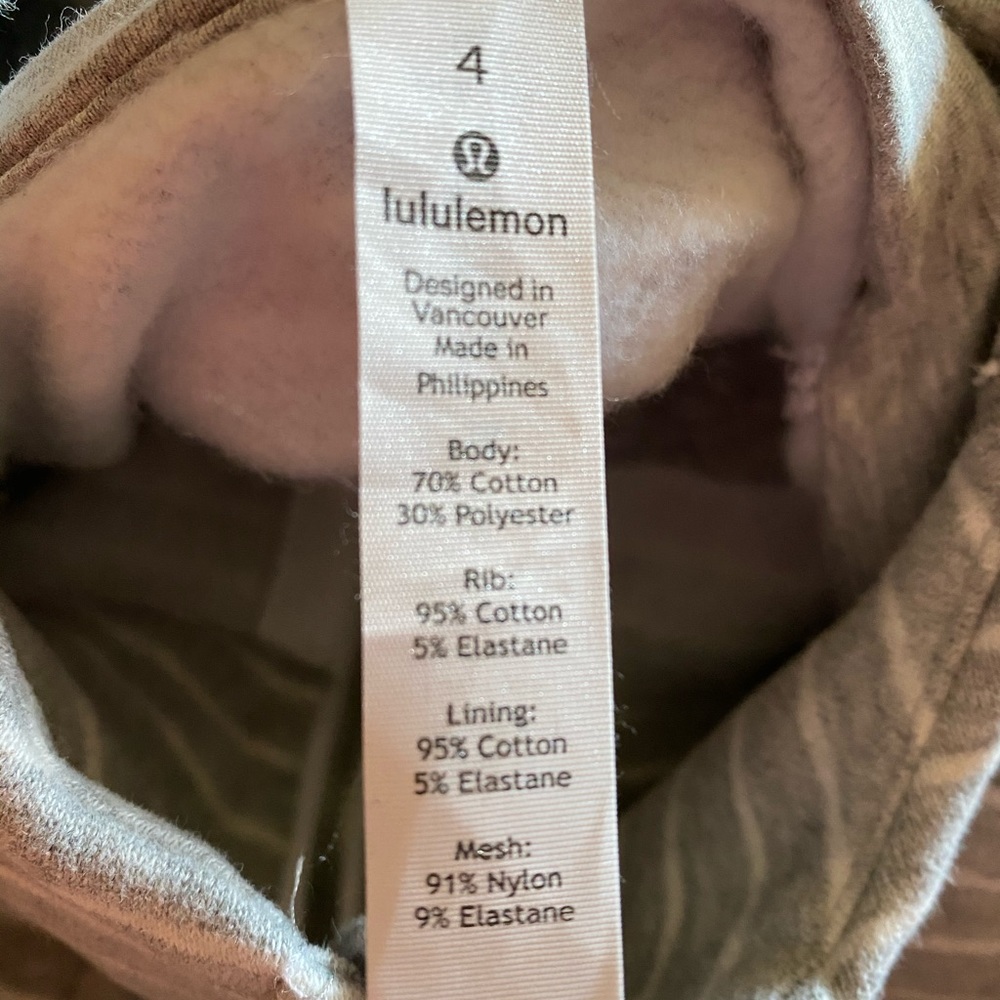 4
lululemon
Designed in
Vancouver
Made in
Philippines
Body:
70% Cotton
30% Polyester
Rib:
95% Cotton
5% Elastane
Lining:
95% Cotton
5% Elastane
Mesh:
91% Nylon
9% Elastane